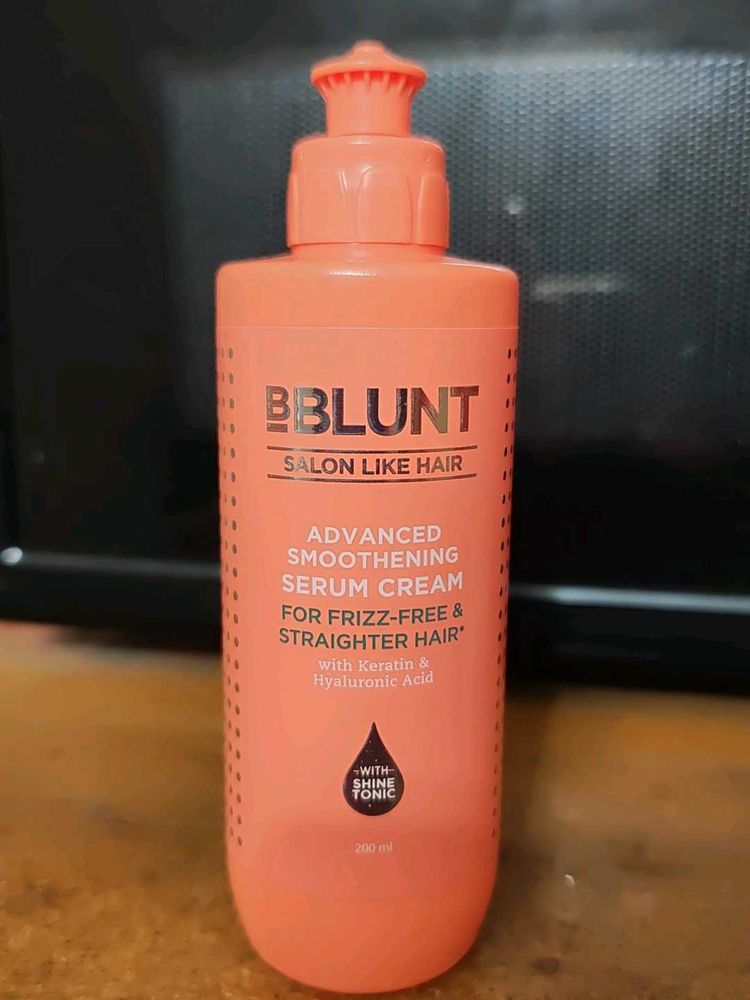 BBLUNT
SALON LIKE HAIR
ADVANCED
SMOOTHENING
SERUM CREAM
FOR FRIZZ-FREE &
STRAIGHTER HAIR*
with Keratin &
Hyaluronic Acid
WITH
SHINE
TONIC
200 ml